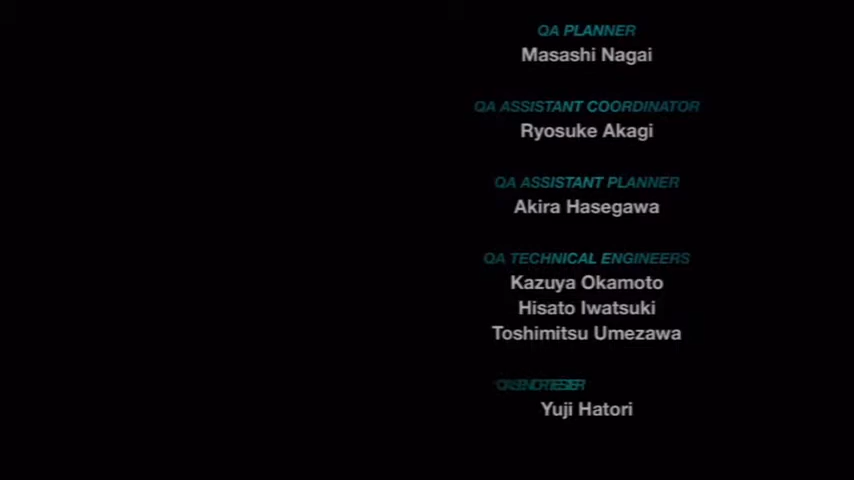 QA PLANNER
Masashi Nagai
QA ASSISTANT COORDINATOR
Ryosuke Akagi
QA ASSISTANT PLANNER
Akira Hasegawa
QA TECHNICAL ENGINEERS
Kazuya Okamoto
Hisato Iwatsuki
Toshimitsu Umezawa
Yuji Hatori